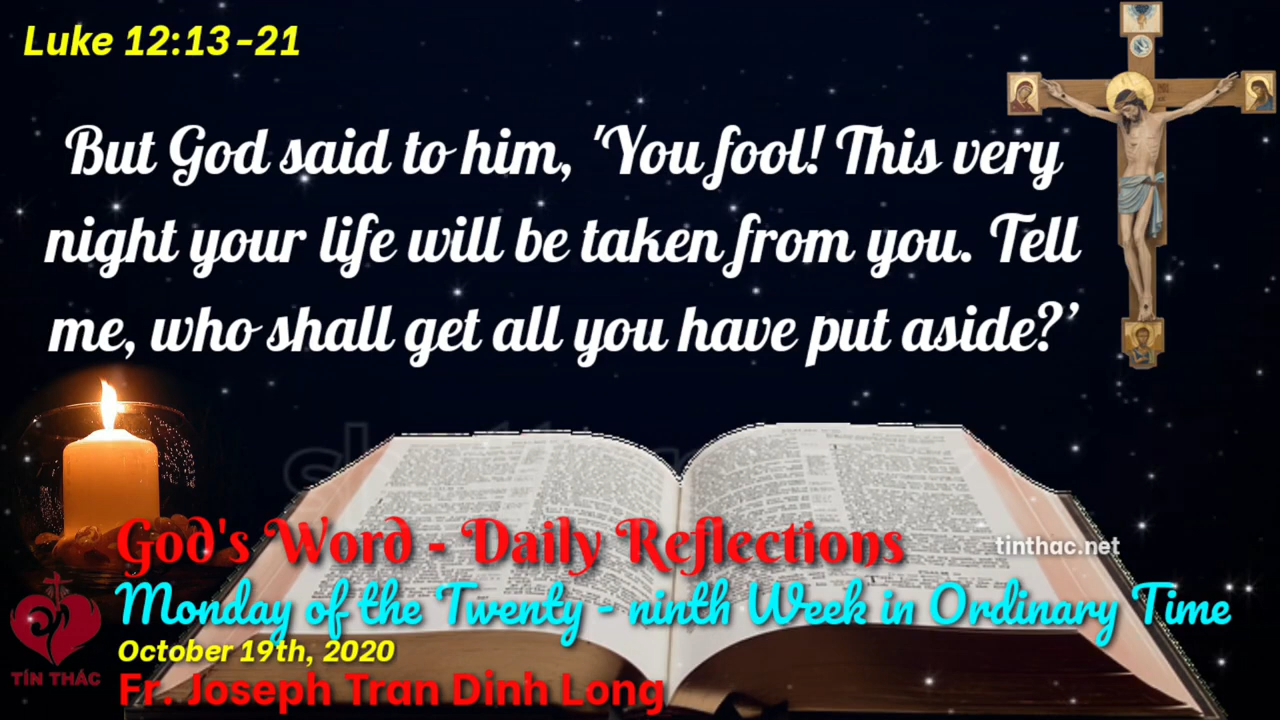 Luke 12:13-21
But God said to him, 'You fool! This very
night your life will be taken from you. Tell
me, who shall get all you have put aside?’
God's Word - Daily Reflections
tinthac.net
Monday of the Twenty - ninth Week in Ordinary Time
October 19th, 2020
TÍN THÁC
Fr. Joseph Tran Dinh Long